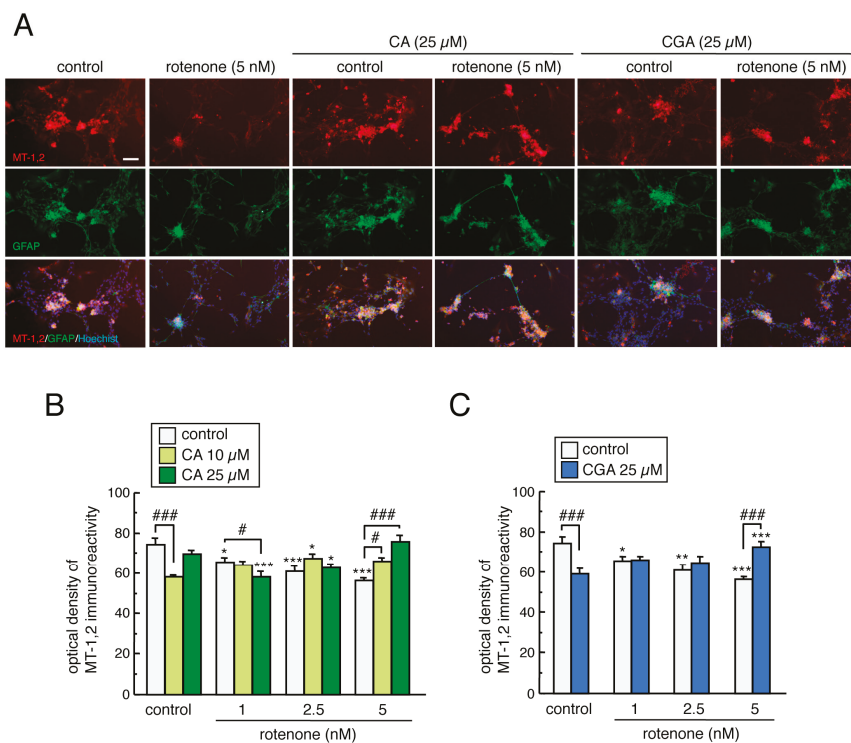 A
CA (25 µM)
CGA (25 µM)
control
rotenone (5 nM)
control
rotenone (5 nM)
control
rotenone (5 nM)
MT-1,2
GFAP
MT-1,2/GFAP/Hoechist
B
control
CA 10 µM
CA 25 µM
optical density of
MT-1,2 immunoreactivity
100
80
60
40
20
0
###
*
#
***
***
*
*
***
#
###
control
1
2.5
5
rotenone (nM)
C
control
CGA 25 µM
optical density of
MT-1,2 immunoreactivity
100
80
60
40
20
0
###
*
**
***
###
***
control
1
2.5
5
rotenone (nM)